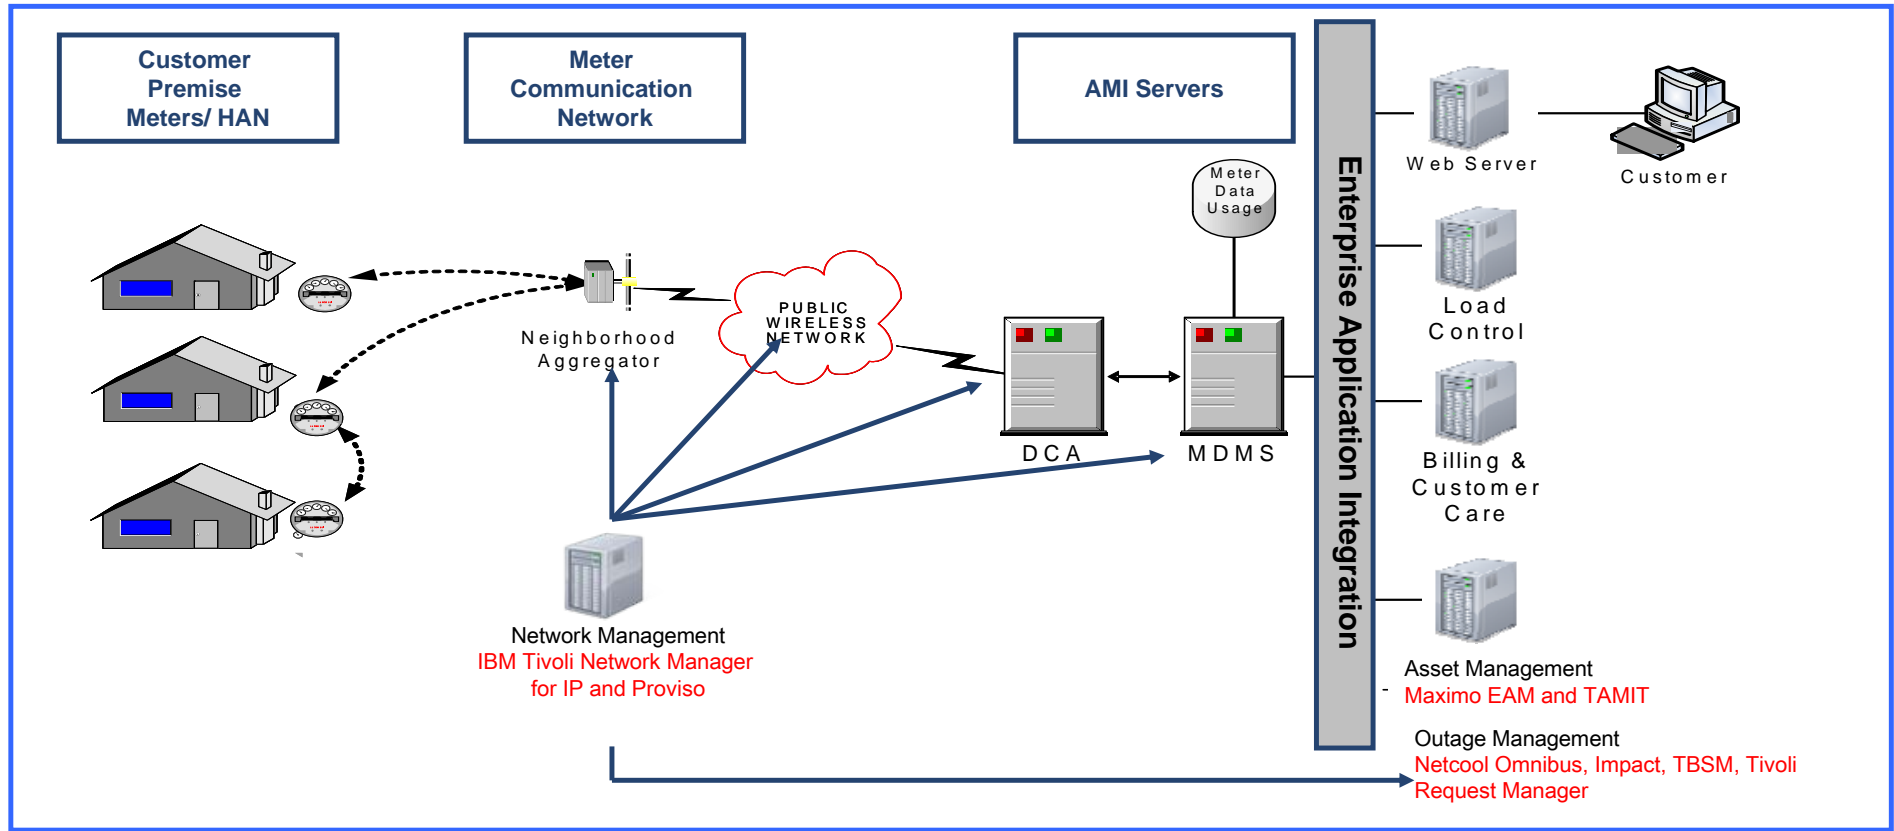 Customer
Premise
Meters/ HAN
Meter
Communication
Network
AMI Servers
Enterprise Application Integration
Web Server
Customer
Meter
Data
Usage
Load
Control
PUBLIC
WIRELESS
NETWORK
Neighborhood
Aggregator
DCA
MDMS
Billing &
Customer
Care
Network Management
IBM Tivoli Network Manager
for IP and Proviso
Asset Management
- Maximo EAM and TAMIT
Outage Management
Netcool Omnibus, Impact, TBSM, Tivoli
Request Manager